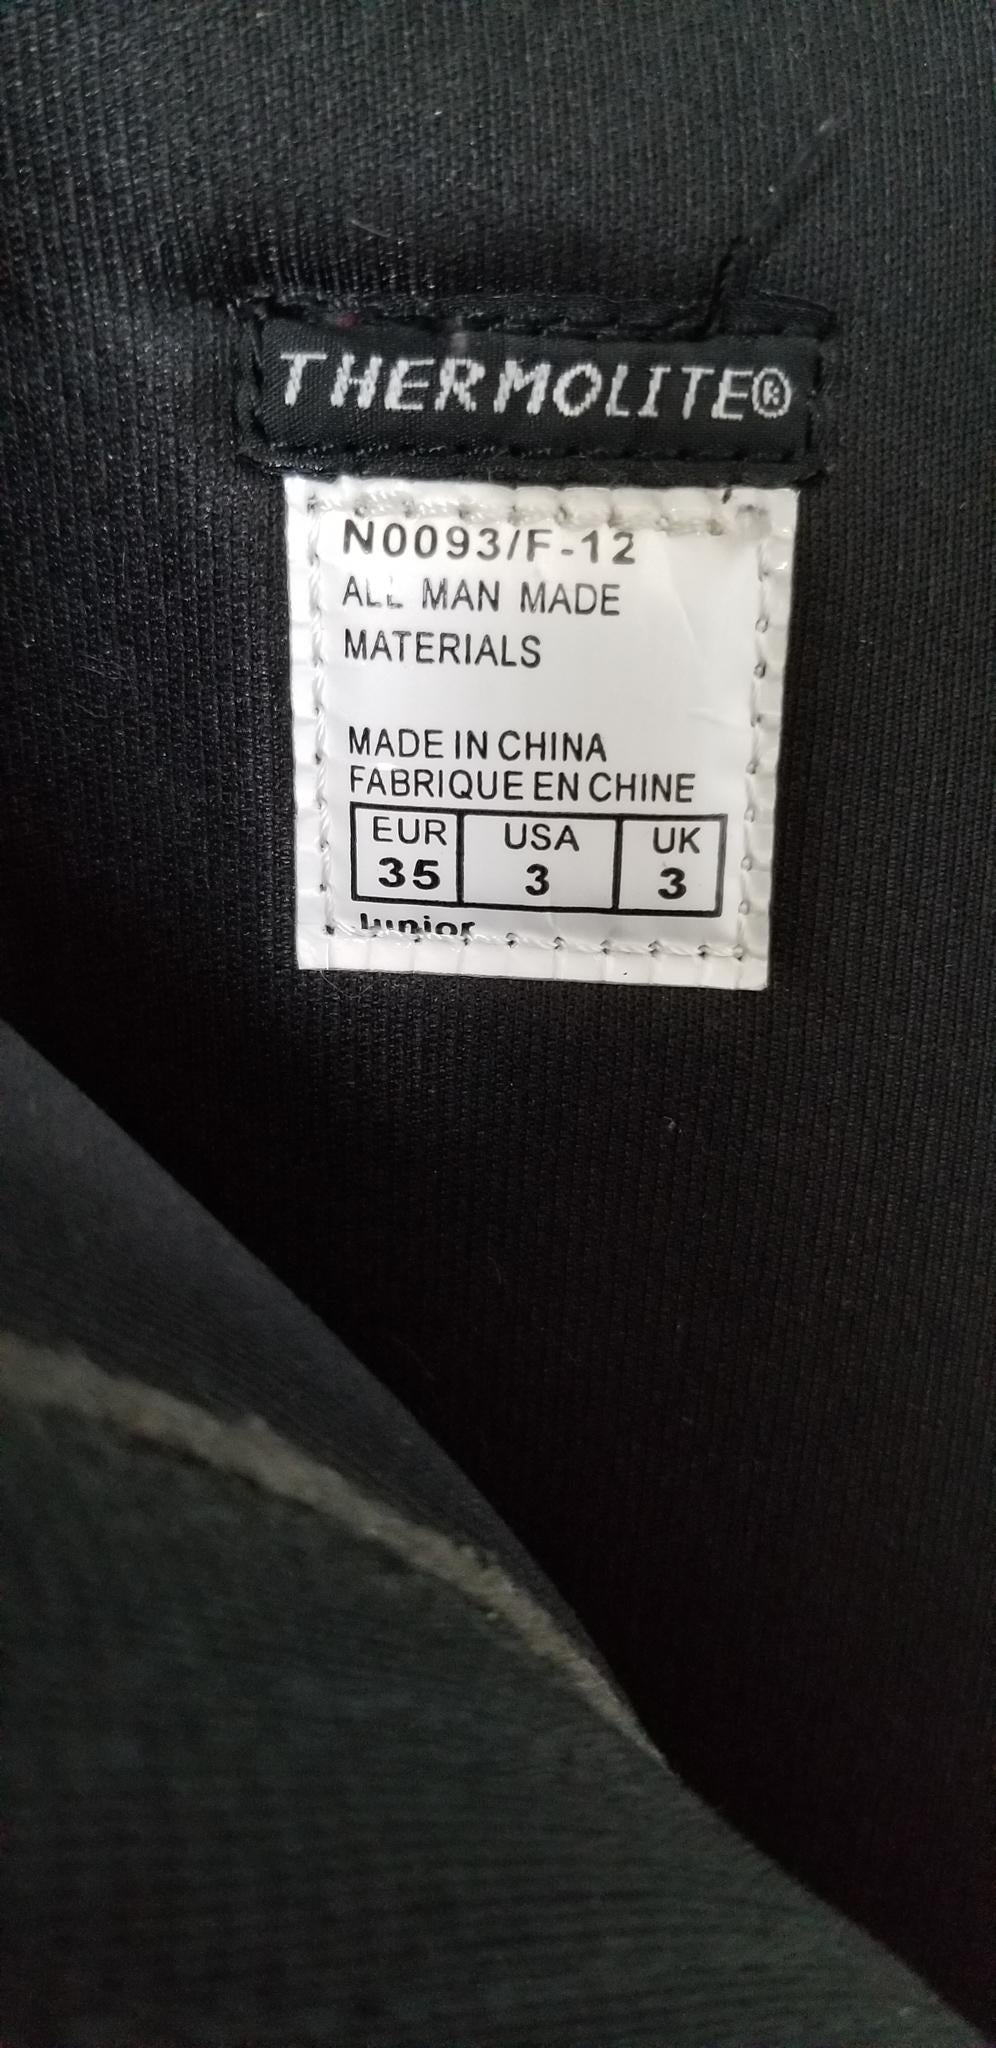 THERMOLITE®
N0093/F-12
ALL MAN MADE
MATERIALS
MADE IN CHINA
FABRIQUE EN CHINE
EUR USA UK
35 3 3
Junior